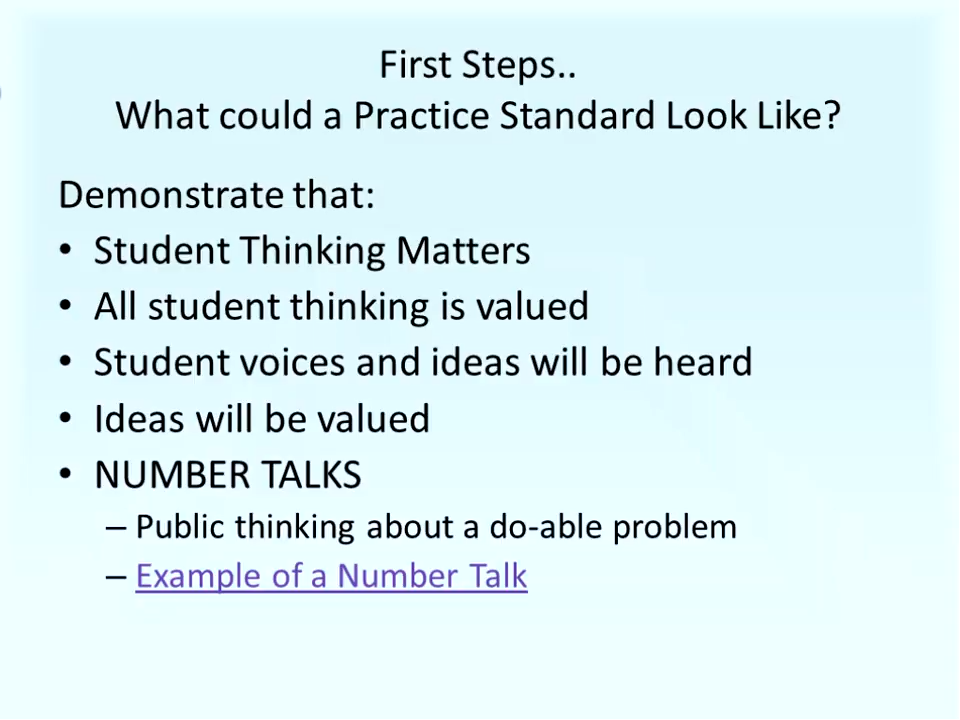 First Steps..
What could a Practice Standard Look Like?
Demonstrate that:
• Student Thinking Matters
• All student thinking is valued
• Student voices and ideas will be heard
• Ideas will be valued
• NUMBER TALKS
– Public thinking about a do-able problem
– Example of a Number Talk